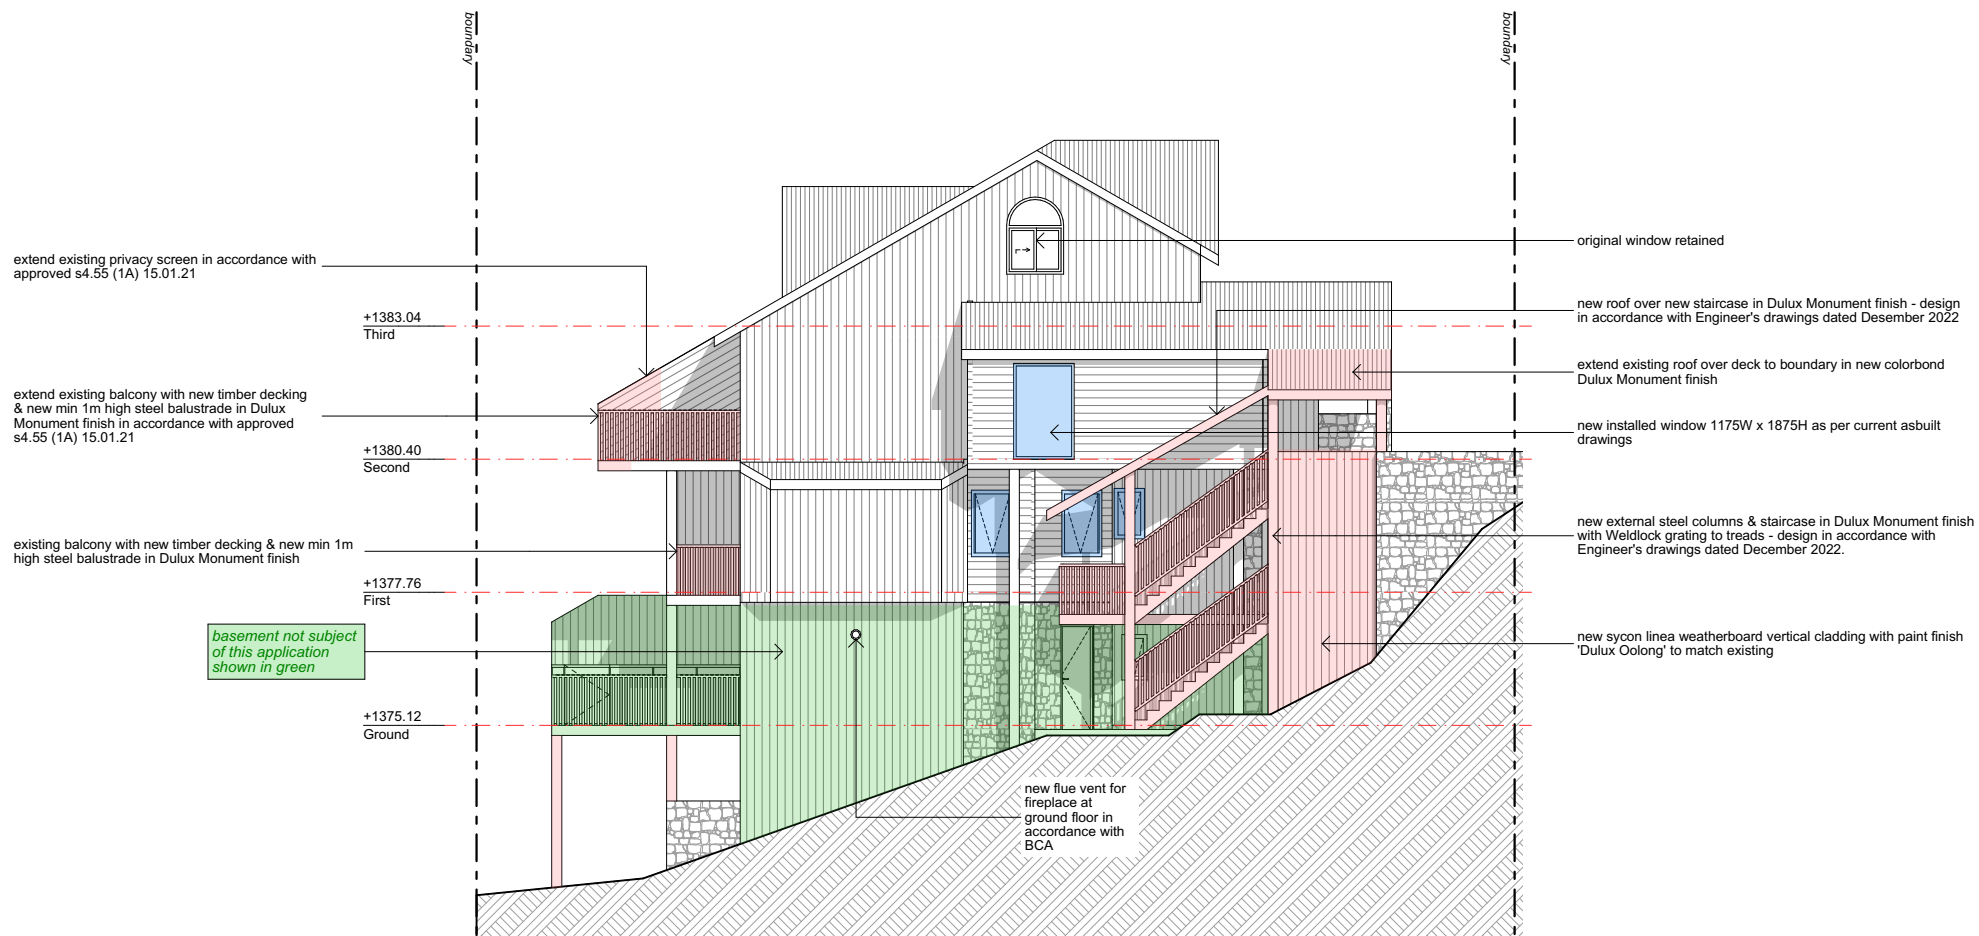 boundary
boundary
extend existing privacy screen in accordance with
approved s4.55 (1A) 15.01.21
+1383.04
Third
extend existing balcony with new timber decking
& new min 1m high steel balustrade in Dulux
Monument finish in accordance with approved
s4.55 (1A) 15.01.21
+1380.40
Second
existing balcony with new timber decking & new min 1m
high steel balustrade in Dulux Monument finish
+1377.76
First
basement not subject
of this application
shown in green
+1375.12
Ground
new flue vent for
fireplace at
ground floor in
accordance with
BCA
original window retained
new roof over new staircase in Dulux Monument finish - design
in accordance with Engineer's drawings dated Desember 2022
extend existing roof over deck to boundary in new colorbond
Dulux Monument finish
new installed window 1175W x 1875H as per current asbuilt
drawings
new external steel columns & staircase in Dulux Monument finish
with Weldlock grating to treads - design in accordance with
Engineer's drawings dated December 2022.
new sycon linea weatherboard vertical cladding with paint finish
'Dulux Oolong' to match existing